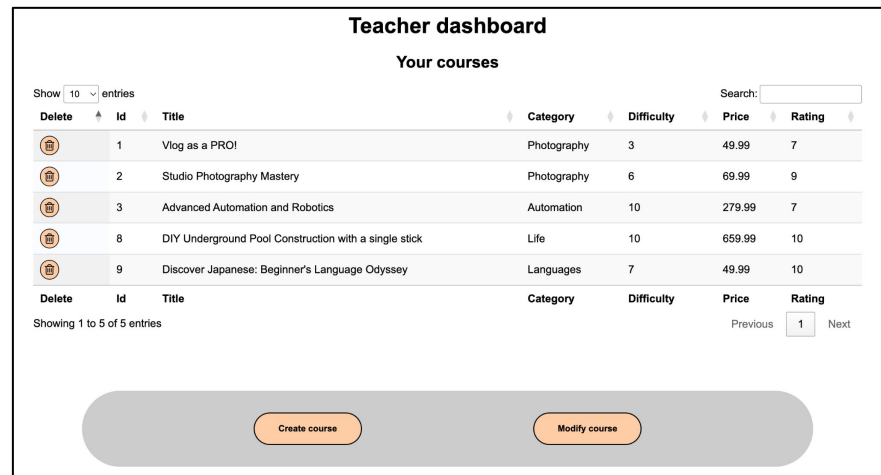 Teacher dashboard
Your courses
Show 10 entries Search:
Delete Id Title Category Difficulty Price Rating
1 Vlog as a PRO! Photography 3 49.99 7
2 Studio Photography Mastery Photography 6 69.99 9
3 Advanced Automation and Robotics Automation 10 279.99 7
8 DIY Underground Pool Construction with a single stick Life 10 659.99 10
9 Discover Japanese: Beginner's Language Odyssey Languages 7 49.99 10
Delete Id Title Category Difficulty Price Rating
Showing 1 to 5 of 5 entries Previous 1 Next
Create course Modify course